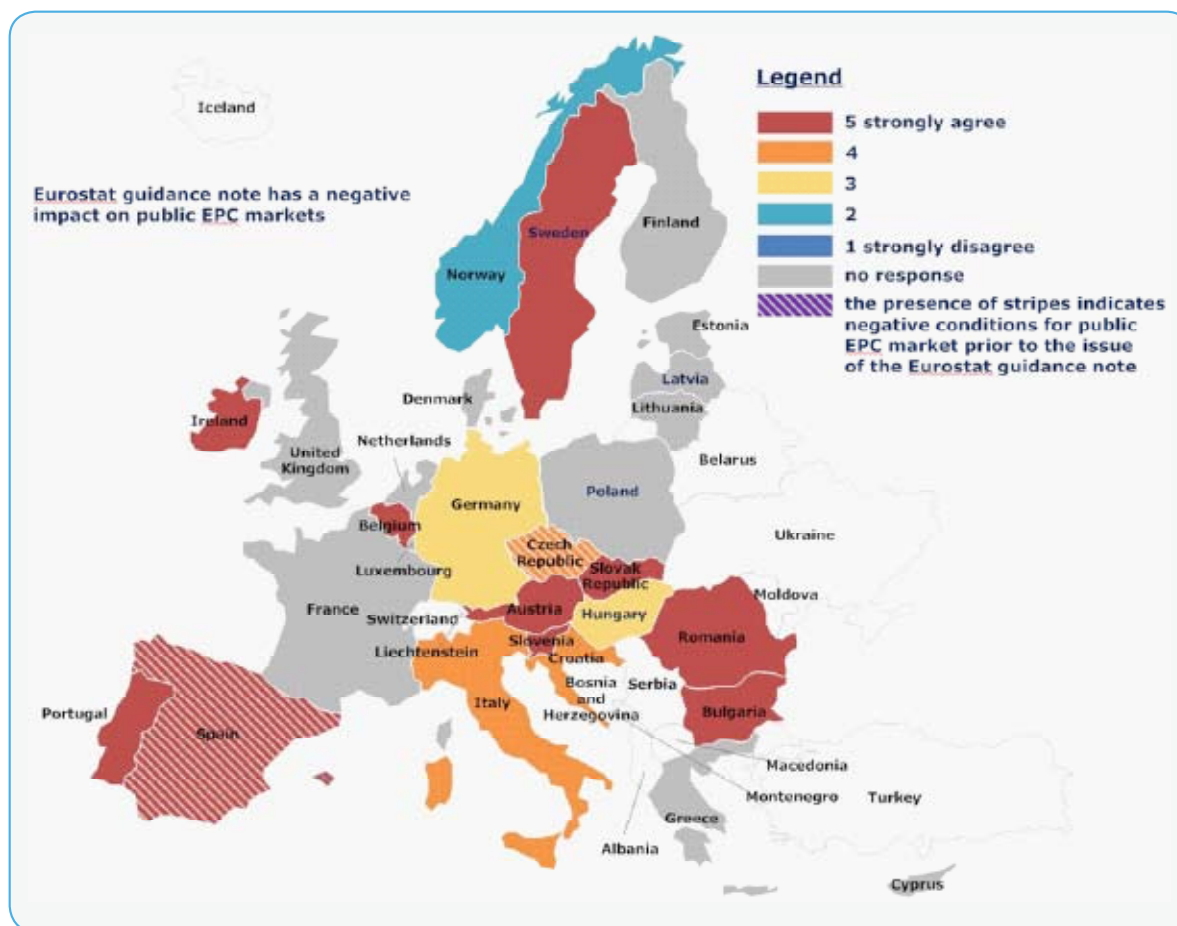 Iceland
Eurostat guidance note has a negative
impact on public EPC markets
Legend
5 strongly agree
4
3
2
1 strongly disagree
no response
the presence of stripes indicates
negative conditions for public
EPC market prior to the issue
of the Eurostat guidance note
Sweden
Finland
Norway
Estonia
Latvia
Lithuania
Denmark
Ireland
Netherlands
United
Kingdom
Belarus
Poland
Germany
Belgium
Ukraine
Czech
Republic
Luxembourg
Slovak
Republic
Moldova
France
Switzerland
Austria
Hungary
Romania
Slovenia
Liechtenstein
Croatia
Bosnia
and
Herzegovina
Serbia
Italy
Portugal
Spain
Bulgaria
Macedonia
Montenegro
Turkey
Greece
Albania
Cyprus